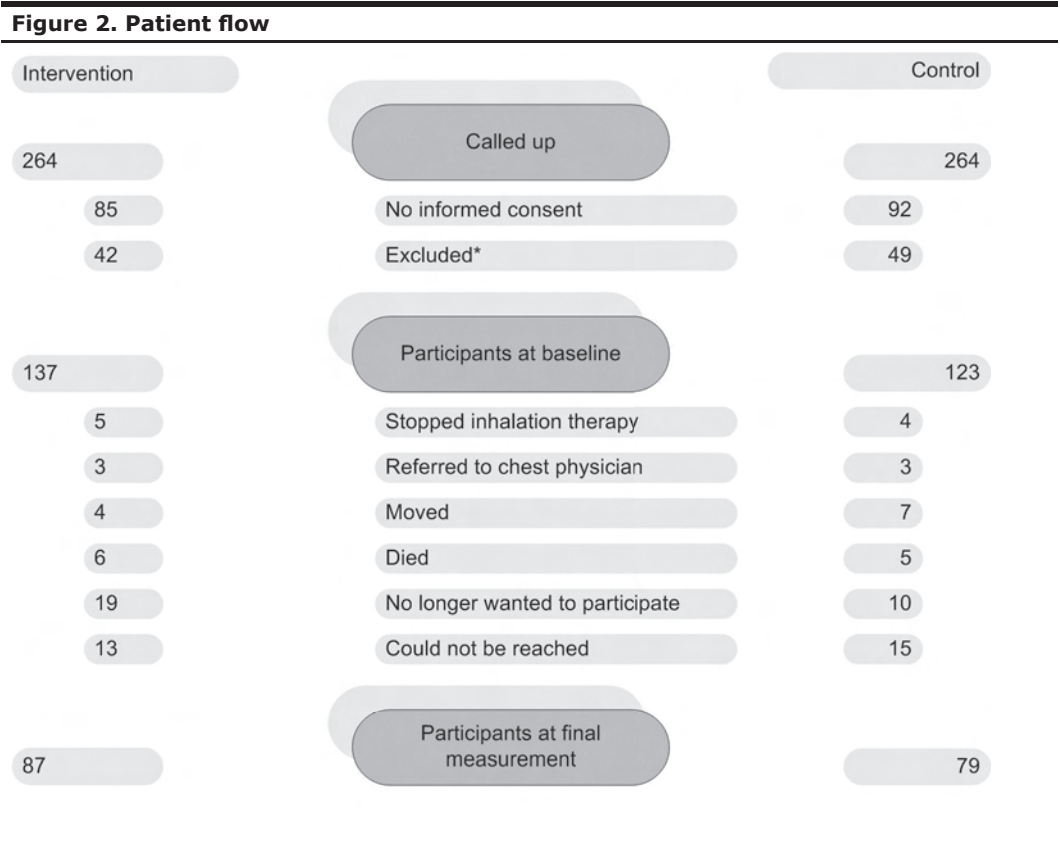 Figure 2. Patient flow
Intervention
Control
Called up
264
264
85
No informed consent
92
42
Excluded*
49
Participants at baseline
137
123
5
Stopped inhalation therapy
4
3
Referred to chest physician
3
4
Moved
7
6
Died
5
19
No longer wanted to participate
10
13
Could not be reached
15
Participants at final
measurement
87
79